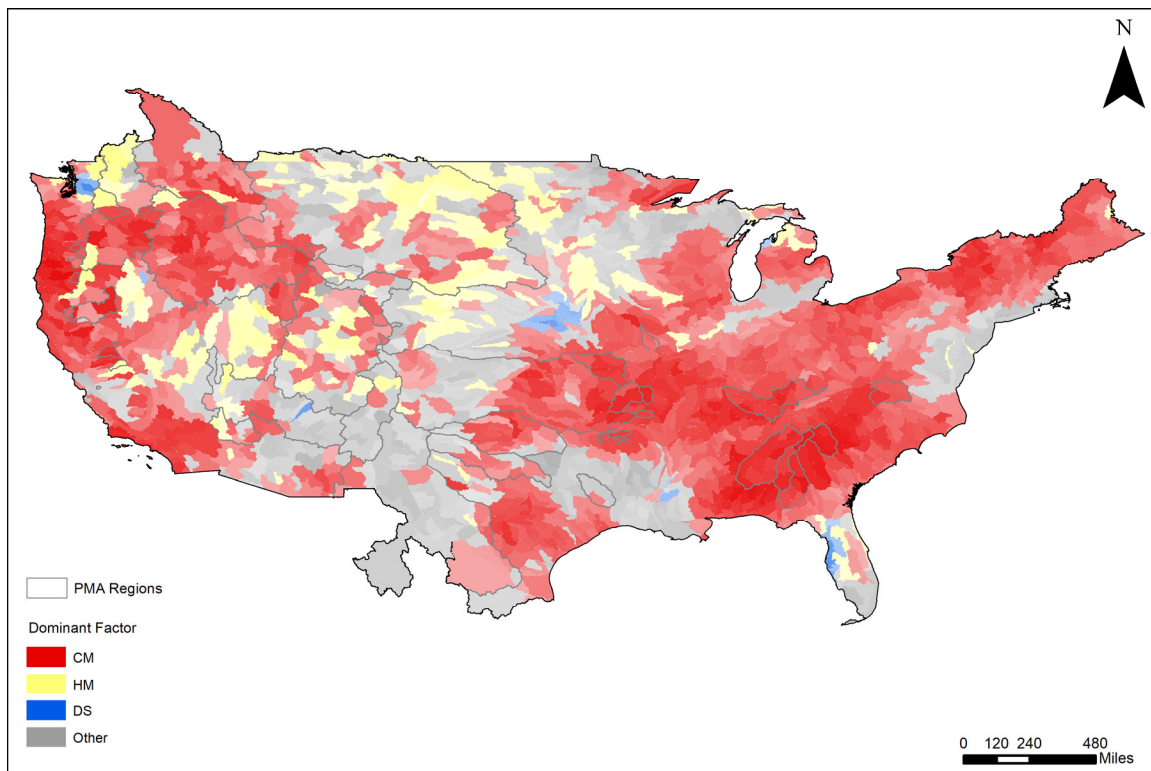 N
PMA Regions
Dominant Factor
CM
HM
DS
Other
0 120 240 480
Miles